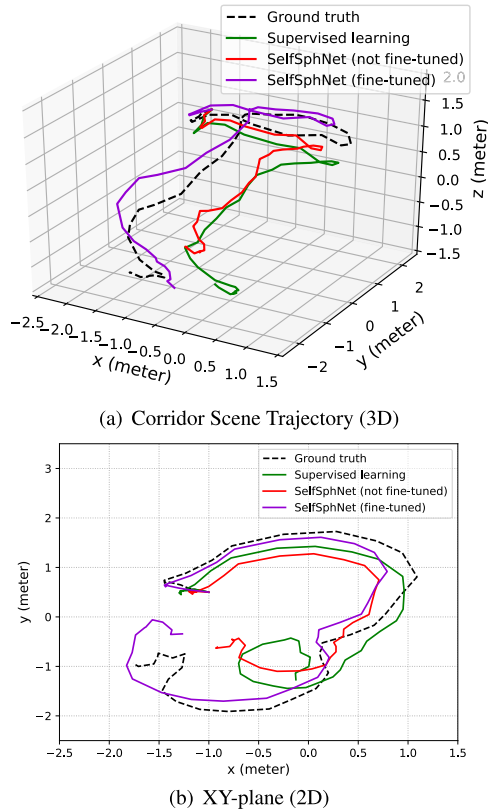 Ground truth
Supervised learning
SelfSphNet (not fine-tuned)
SelfSphNet (fine-tuned)
2.0
1.5
1.0
0.5
0.0
−0.5
−1.0
−1.5
z (meter)
2
1
0
−1
−2
y (meter)
−2.5
−2.0
−1.5
−1.0
−0.5
0.0
0.5
1.0
1.5
x (meter)
(a) Corridor Scene Trajectory (3D)
Ground truth
Supervised learning
SelfSphNet (not fine-tuned)
SelfSphNet (fine-tuned)
3
2
1
0
−1
−2
y (meter)
−2.5 −2.0 −1.5 −1.0 −0.5 0.0 0.5 1.0 1.5
x (meter)
(b) XY-plane (2D)